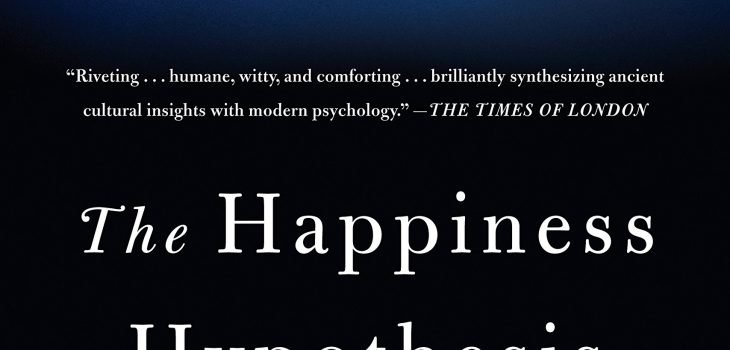 “Riveting . . . humane, witty, and comforting . . . brilliantly synthesizing ancient
cultural insights with modern psychology.” —THE TIMES OF LONDON
The Happiness
Hypothesis